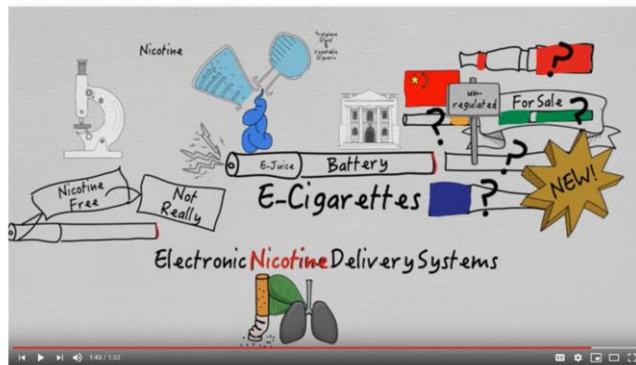 Nicotine
Propylene
Glycol
&
Vegetable
Glycerin
un-
regulated
For Sale
?
?
?
?
?
E-Juice
Battery
Nicotine
Free
Not
Really
E-Cigarettes
NEW!
Electronic Nicotine Delivery Systems
1:43 / 1:53
CC